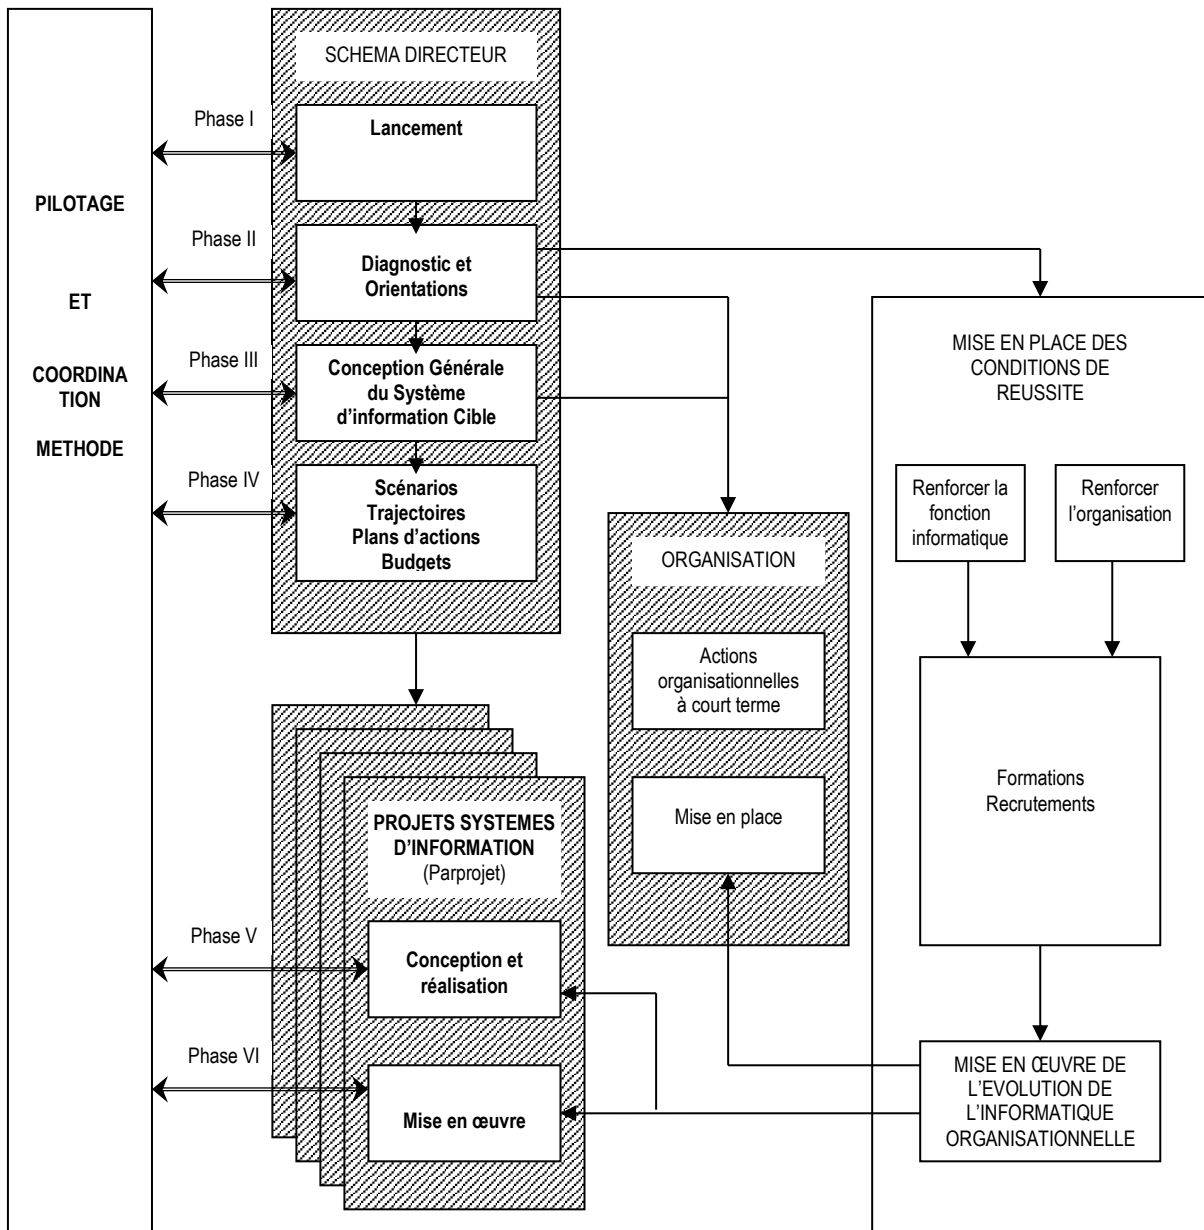 PILOTAGE
ET
COORDINA
TION
METHODE
Phase I
Phase II
Phase III
Phase IV
Phase V
Phase VI
SCHEMA DIRECTEUR
Lancement
Diagnostic et
Orientations
Conception Générale
du Système
d'information Cible
Scénarios
Trajectoires
Plans d'actions
Budgets
PROJETS SYSTEMES
D'INFORMATION
(Parprojet)
Conception et
réalisation
Mise en œuvre
ORGANISATION
Actions
organisationnelles
à court terme
Mise en place
MISE EN PLACE DES
CONDITIONS DE
REUSSITE
Renforcer la
fonction
informatique
Renforcer
l'organisation
Formations
Recrutements
MISE EN ŒUVRE DE
L'EVOLUTION DE
L'INFORMATIQUE
ORGANISATIONNELLE